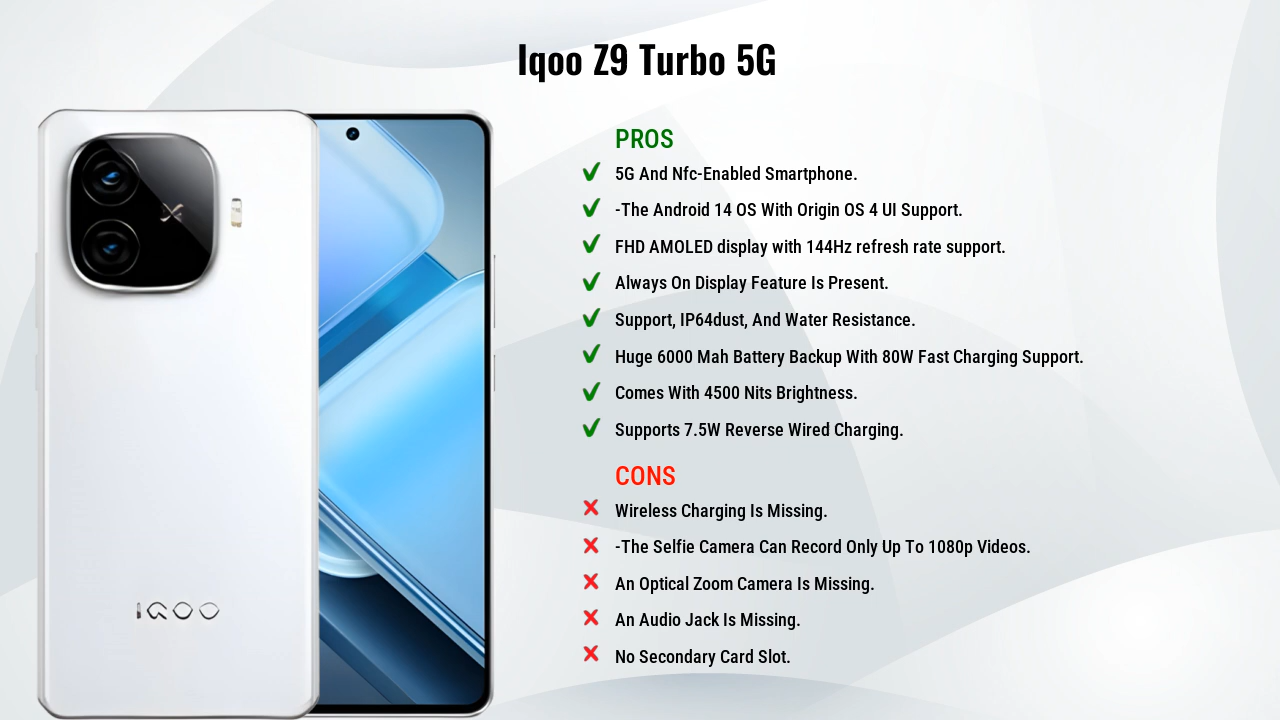 Iqoo Z9 Turbo 5G
PROS
5G And Nfc-Enabled Smartphone.
-The Android 14 OS With Origin OS 4 UI Support.
FHD AMOLED display with 144Hz refresh rate support.
Always On Display Feature Is Present.
Support, IP64dust, And Water Resistance.
Huge 6000 Mah Battery Backup With 80W Fast Charging Support.
Comes With 4500 Nits Brightness.
Supports 7.5W Reverse Wired Charging.
CONS
Wireless Charging Is Missing.
-The Selfie Camera Can Record Only Up To 1080p Videos.
An Optical Zoom Camera Is Missing.
An Audio Jack Is Missing.
No Secondary Card Slot.
IQOO